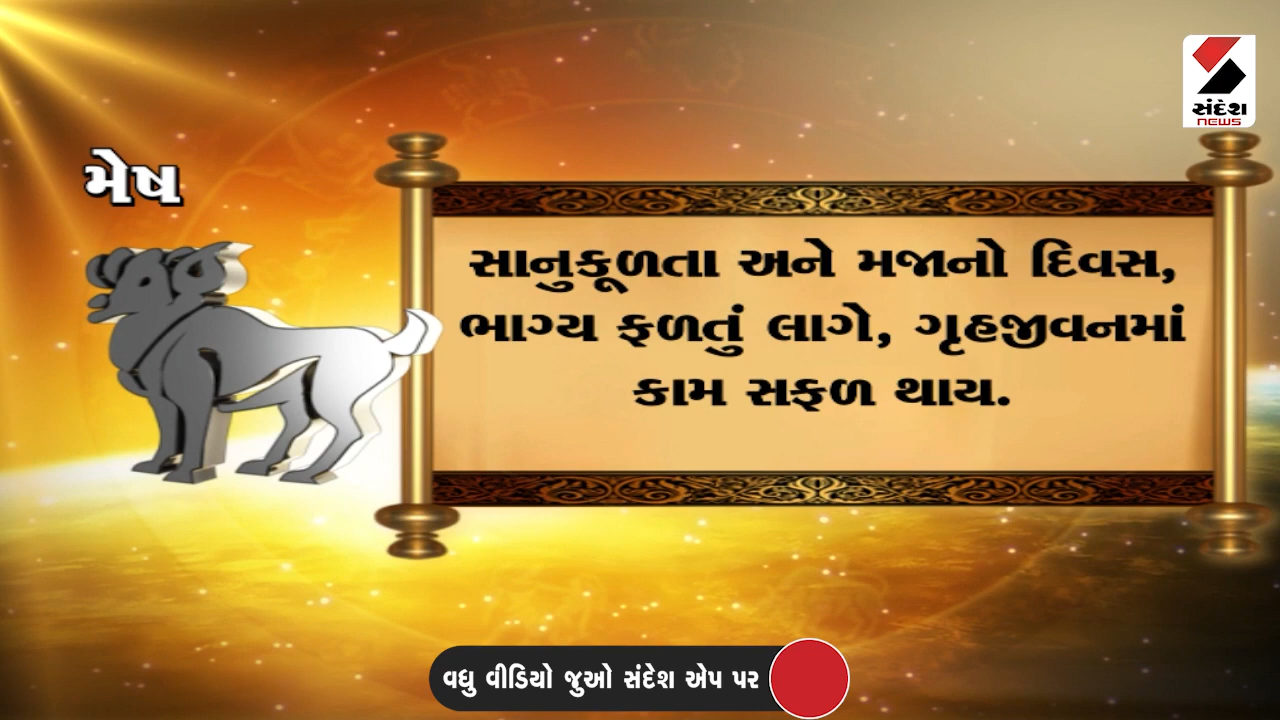 સંદેશ
NEWS
મેષ
સાનુકૂળતા અને મજાનો દિવસ,
ભાગ્ય ફળતું લાગે, ગૃહજીવનમાં
કામ સફળ થાય.
વધુ વીડિયો જુઓ સંદેશ એપ પર